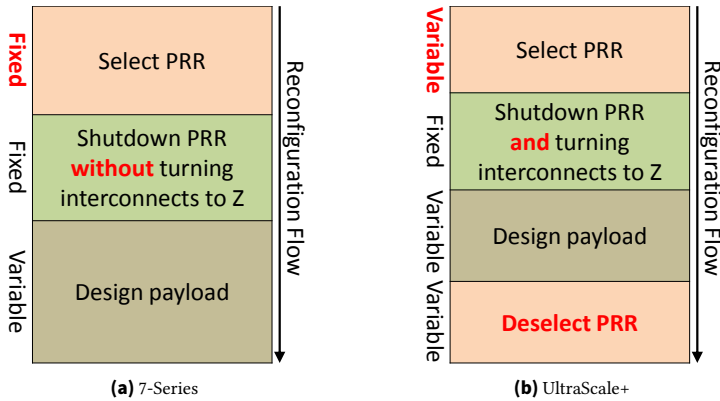 Fixed
Select PRR
Fixed
Shutdown PRR
without turning
interconnects to Z
Variable
Design payload
Reconfiguration Flow
(a) 7-Series
Variable
Select PRR
Fixed
Shutdown PRR
and turning
interconnects to Z
Variable
Design payload
Variable
Deselect PRR
Reconfiguration Flow
(b) UltraScale+